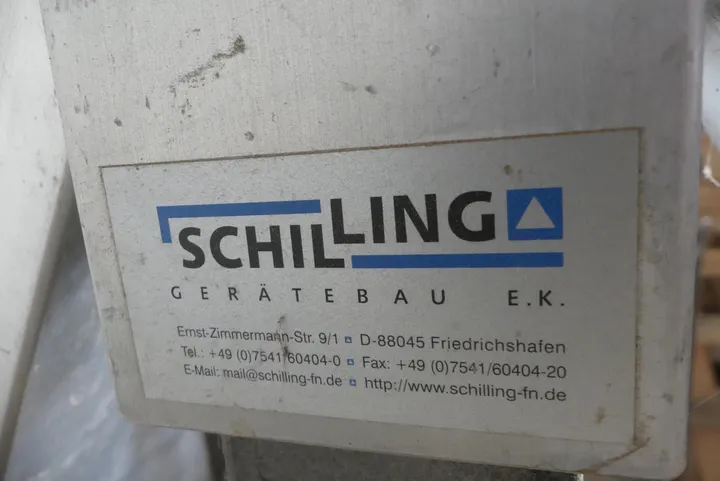 SCHILLING
GERÄTEBAU E.K.
Ernst-Zimmermann-Str. 9/1 ▫ D-88045 Friedrichshafen
Tel.: +49 (0)7541/60404-0 ▫ Fax: +49 (0)7541/60404-20
E-Mail: mail@schilling-fn.de ▫ http://www.schilling-fn.de